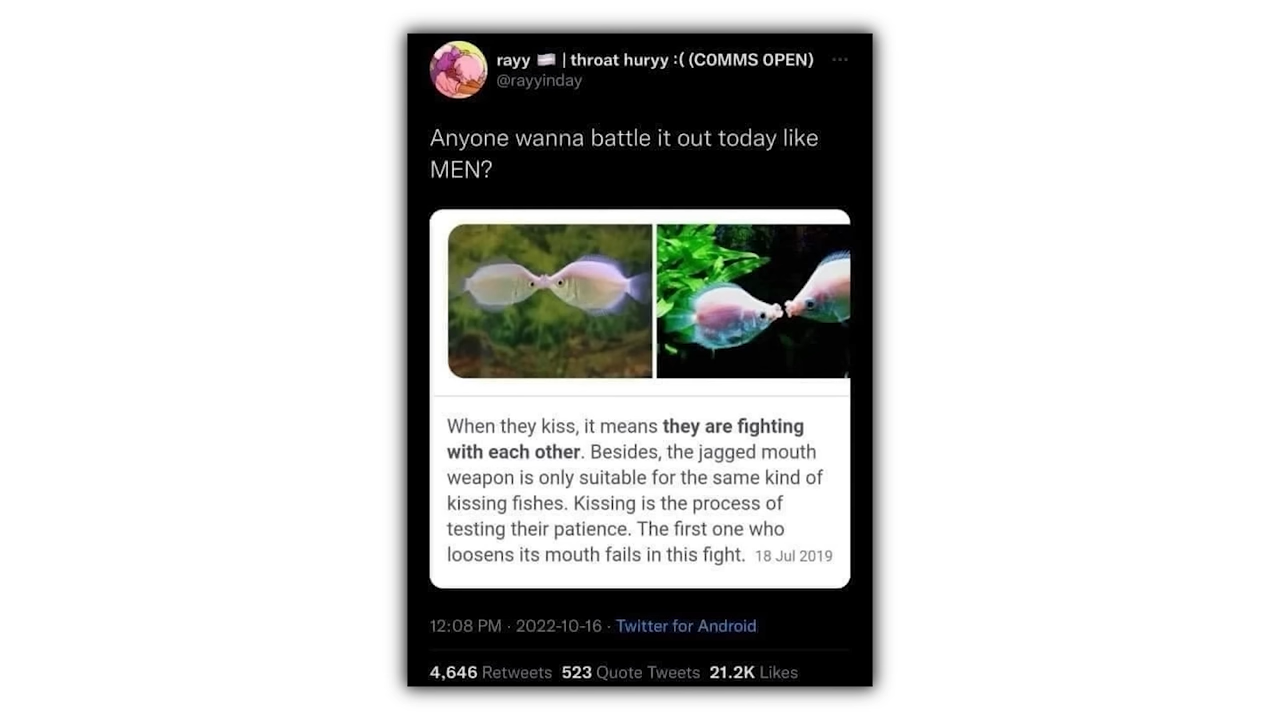 rayy 🏳️‍⚧️ | throat huryy :( (COMMS OPEN)
@rayyinday
Anyone wanna battle it out today like
MEN?
When they kiss, it means they are fighting
with each other. Besides, the jagged mouth
weapon is only suitable for the same kind of
kissing fishes. Kissing is the process of
testing their patience. The first one who
loosens its mouth fails in this fight. 18 Jul 2019
12:08 PM · 2022-10-16 · Twitter for Android
4,646 Retweets 523 Quote Tweets 21.2K Likes